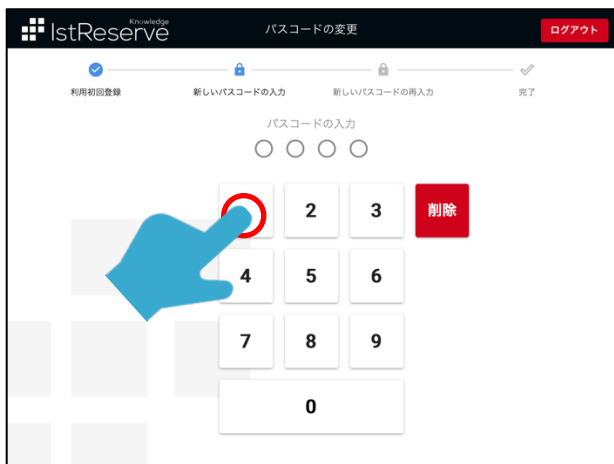 Knowledge
IstReserve
パスコードの変更
ログアウト
利用初回登録
新しいパスコードの入力
新しいパスコードの再入力
完了
パスコードの入力
2 3 削除
4 5 6
7 8 9
0